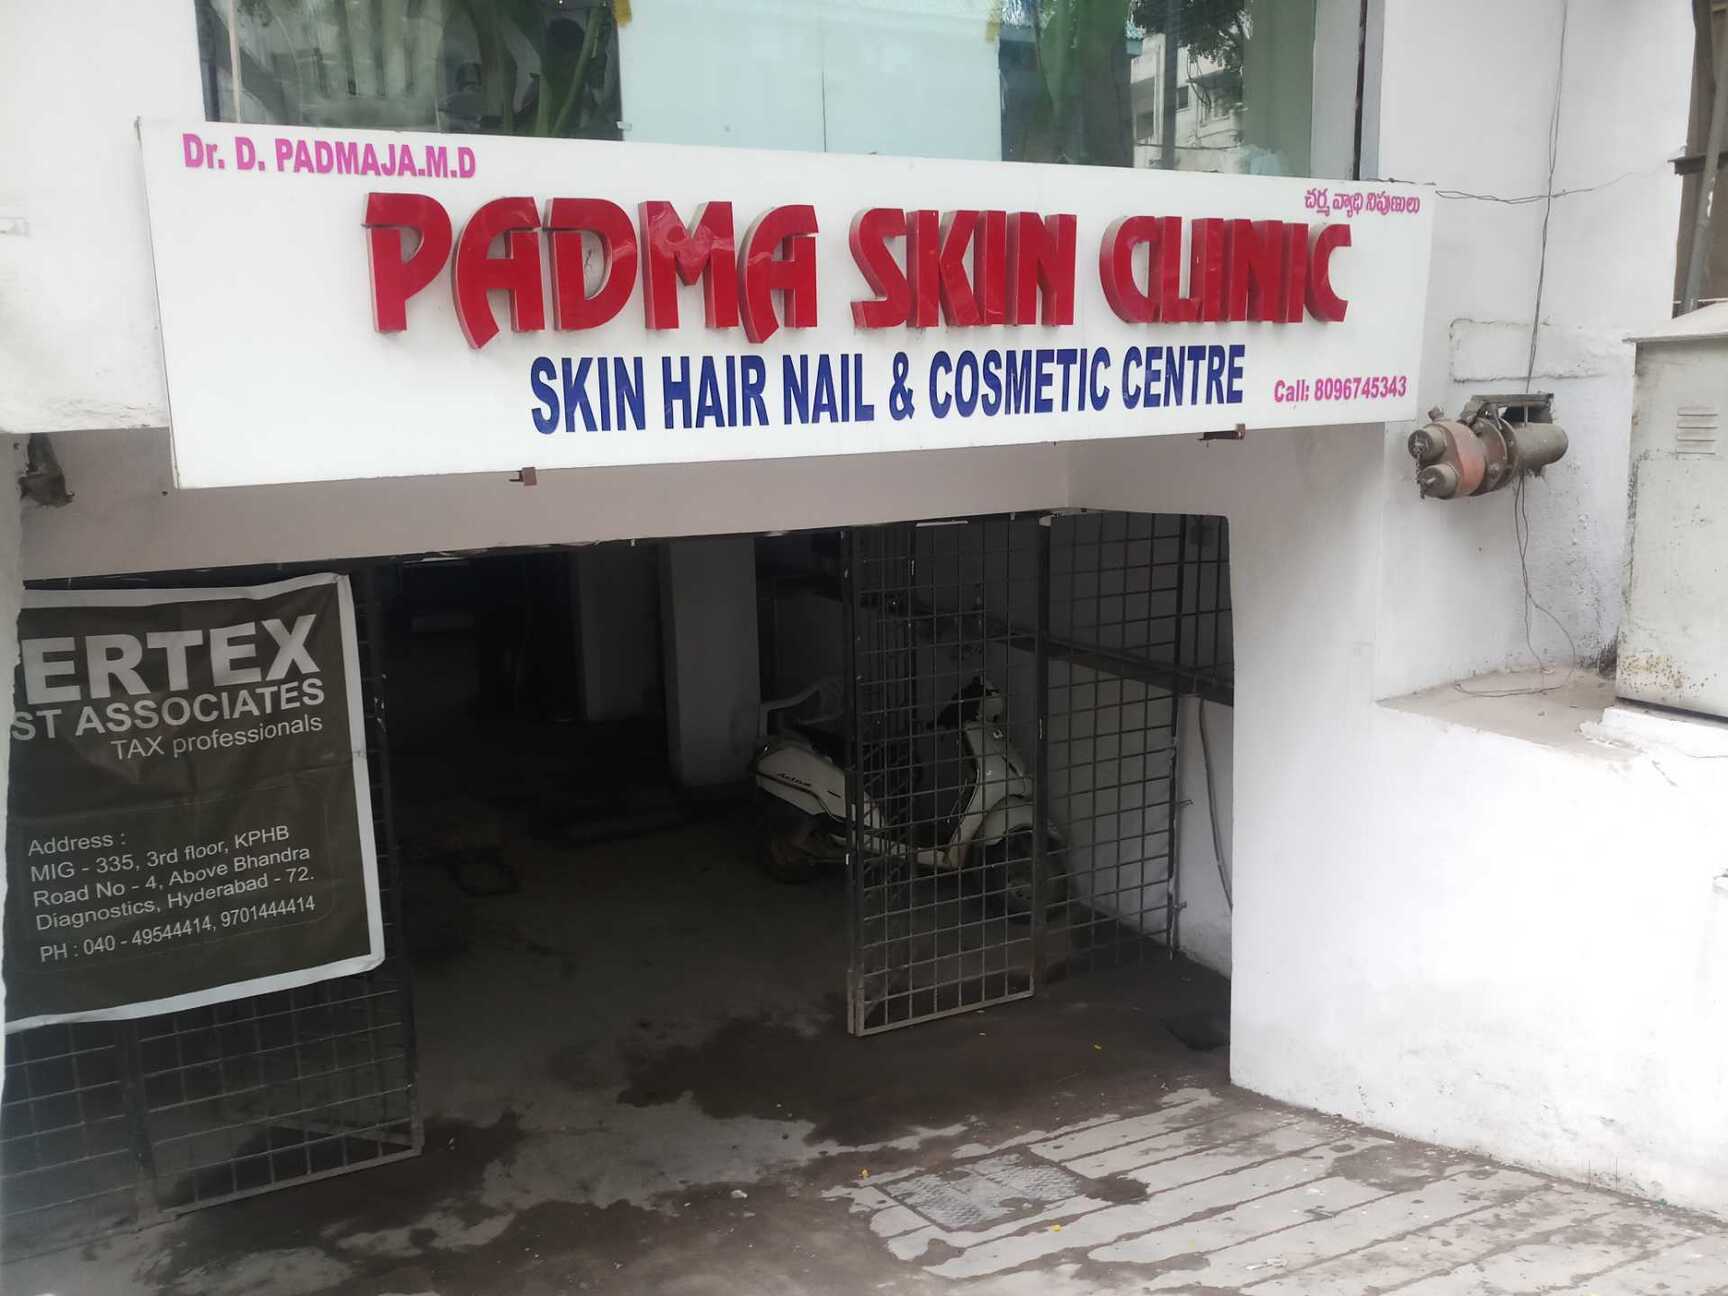 Dr. D. PADMAJA.M.D
చర్మ వ్యాధి నిపుణులు
PADMA SKIN CLINIC
SKIN HAIR NAIL & COSMETIC CENTRE
Call: 8096745343
ERTEX
ST ASSOCIATES
TAX professionals
Address :
MIG - 335, 3rd floor, KPHB
Road No - 4, Above Bhandra
Diagnostics, Hyderabad - 72.
PH : 040 - 49544414, 9701444414